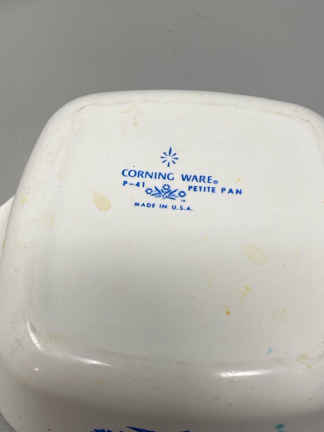 CORNING WARE®
P-41 PETITE PAN
MADE IN U.S.A.